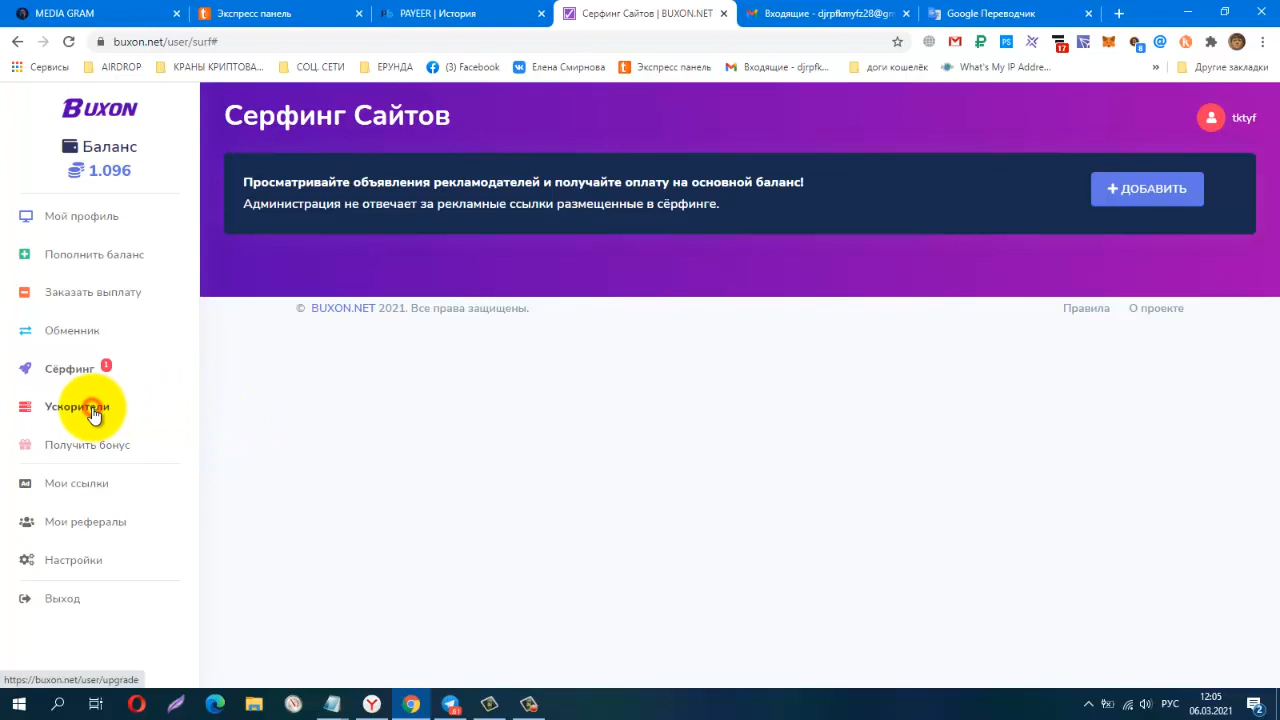 MEDIA GRAM
Экспресс панель
PAYEER | История
Серфинг Сайтов | BUXON.NET
Входящие - djrpfkmyfz28@gm
Google Переводчик
buxon.net/user/surf#
17
8
Сервисы
AIRDROP
КРАНЫ КРИПТОВА...
СОЦ. СЕТИ
ЕРУНДА
(3) Facebook
Елена Смирнова
Экспресс панель
Входящие - djrpfk...
доги кошелёк
What's My IP Addre...
»
Другие закладки
BUXON
Баланс
1.096
Мой профиль
Пополнить баланс
Заказать выплату
Обменник
Сёрфинг 1
Ускорители
Получить бонус
Мои ссылки
Мои рефералы
Настройки
Выход
Серфинг Сайтов
tktyf
Просматривайте объявления рекламодателей и получайте оплату на основной баланс!
Администрация не отвечает за рекламные ссылки размещенные в сёрфинге.
+ ДОБАВИТЬ
© BUXON.NET 2021. Все права защищены.
Правила
О проекте
https://buxon.net/user/upgrade
РУС
12:05
06.03.2021
2